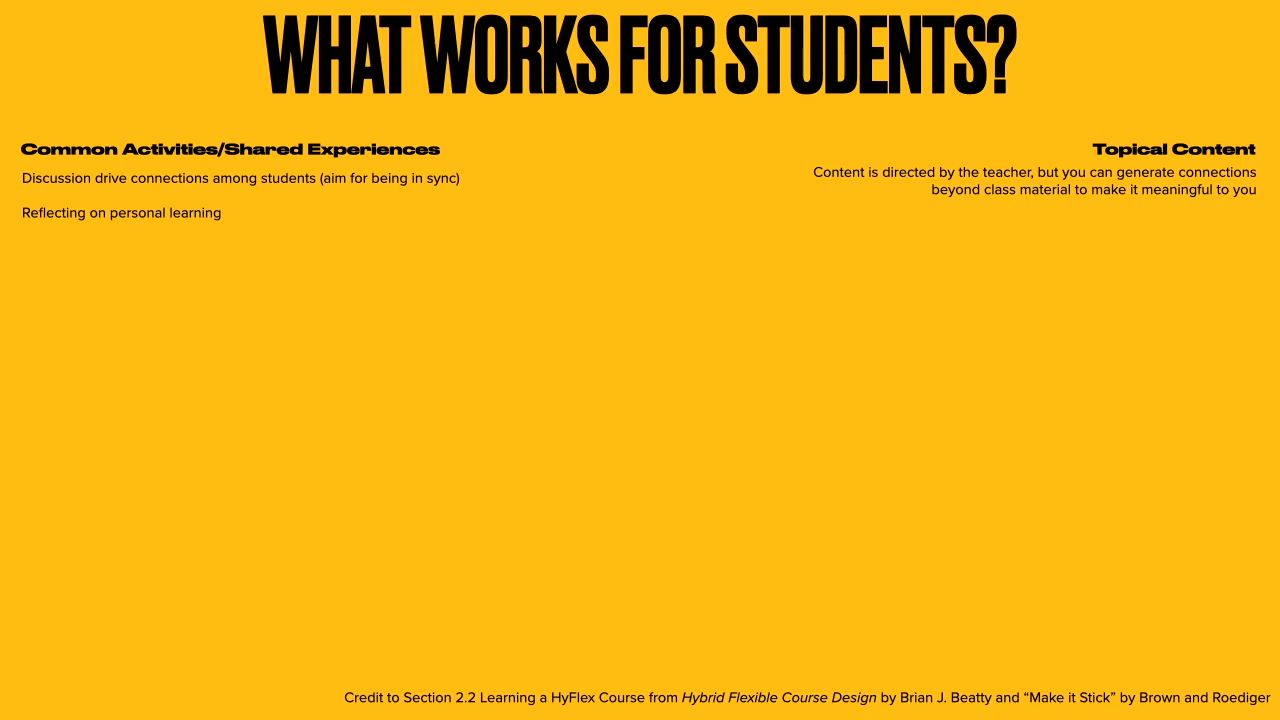 WHAT WORKS FOR STUDENTS?
Common Activities/Shared Experiences
Discussion drive connections among students (aim for being in sync)
Reflecting on personal learning
Topical Content
Content is directed by the teacher, but you can generate connections
beyond class material to make it meaningful to you
Credit to Section 2.2 Learning a HyFlex Course from Hybrid Flexible Course Design by Brian J. Beatty and “Make it Stick” by Brown and Roediger